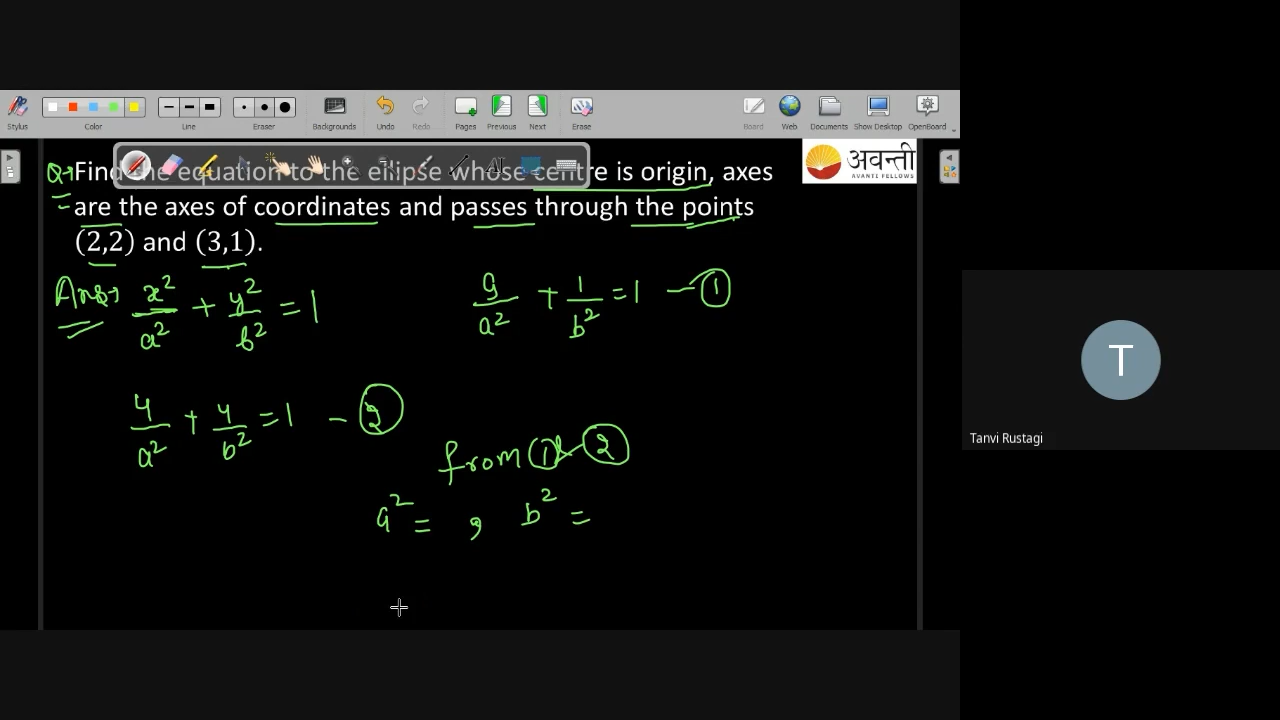 Stylus Color Line Eraser Backgrounds Undo Redo Pages Previous Next Erase Board Web Documents Show Desktop OpenBoard
Q→ Find the equation to the ellipse whose centre is origin, axes
are the axes of coordinates and passes through the points
(2,2) and (3,1).
अवन्ती
AVANTI FELLOWS
Ans→ x²/a² + y²/b² = 1
9/a² + 1/b² = 1 — ①
4/a² + 4/b² = 1 — ②
from ① & ②
a² = , b² =
T
Tanvi Rustagi